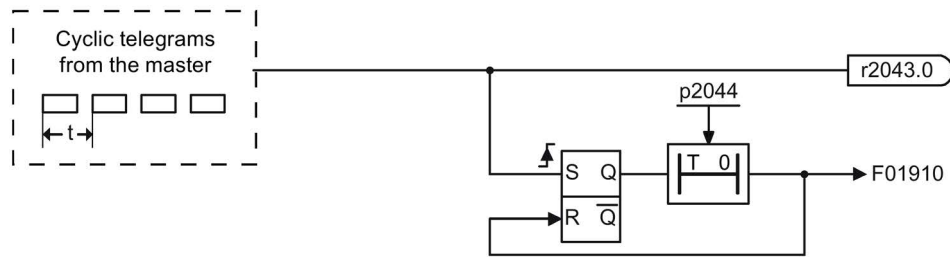 Cyclic telegrams
from the master
t
r2043.0
p2044
S Q
T 0
F01910
R Q̅